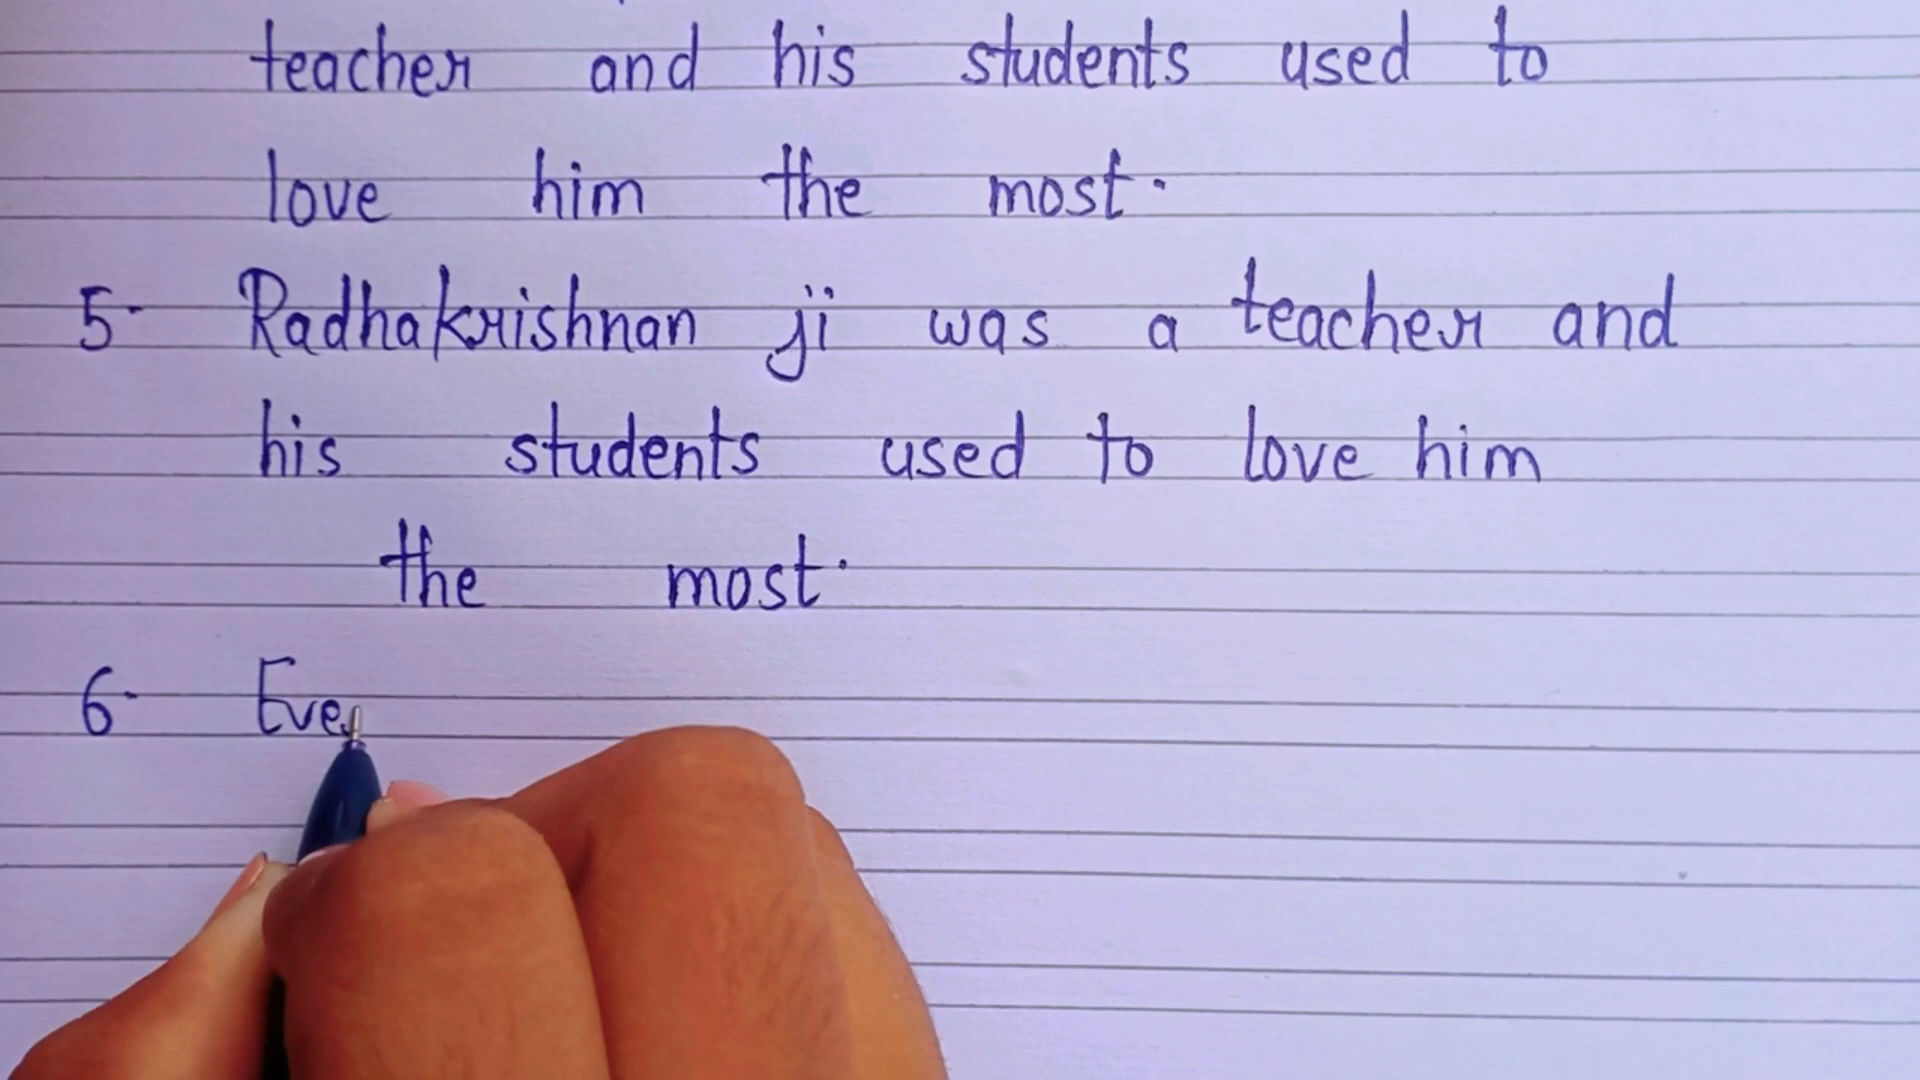 teacher and his students used to
love him the most.
5- Radhakrishnan ji was a teacher and
his students used to love him
the most.
6- Eve